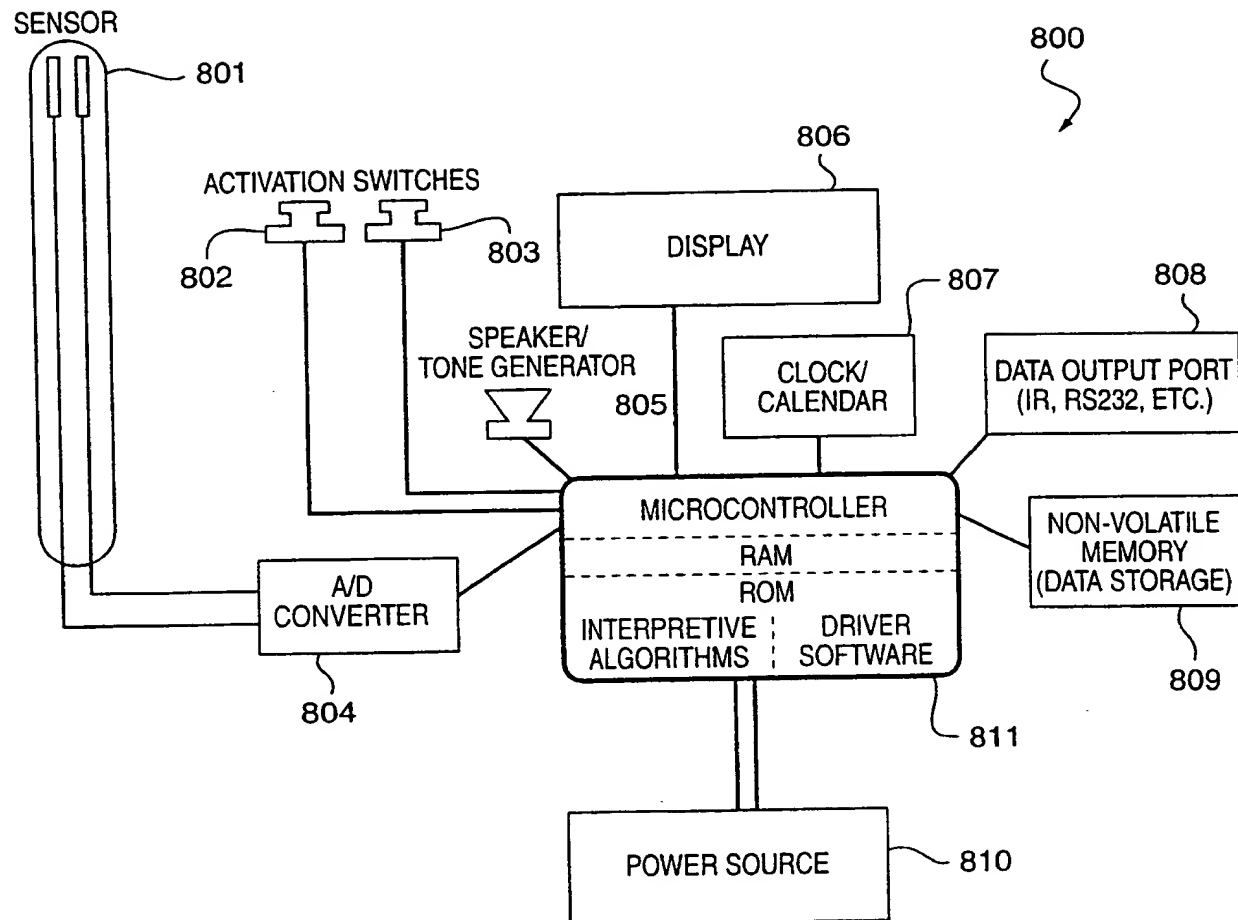 SENSOR
801
800
806
ACTIVATION SWITCHES
802
803
DISPLAY
807
808
SPEAKER/
TONE GENERATOR
805
CLOCK/
CALENDAR
DATA OUTPUT PORT
(IR, RS232, ETC.)
MICROCONTROLLER
RAM
ROM
INTERPRETIVE
ALGORITHMS
DRIVER
SOFTWARE
NON-VOLATILE
MEMORY
(DATA STORAGE)
809
A/D
CONVERTER
804
811
POWER SOURCE
810